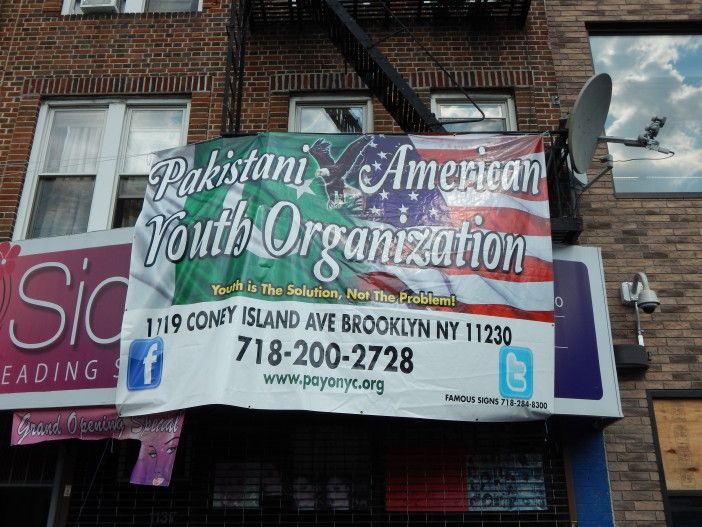 Pakistani American
Youth Organization
Youth is The Solution, Not The Problem!
1719 CONEY ISLAND AVE BROOKLYN NY 11230
718-200-2728
www.payonyc.org
f
t
FAMOUS SIGNS 718-284-8300
EADING S
Grand Opening Special